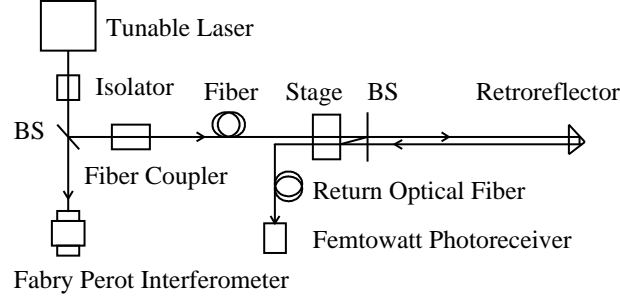 Tunable Laser
Isolator
Fiber Stage BS Retroreflector
BS
Fiber Coupler
Return Optical Fiber
Femtowatt Photoreceiver
Fabry Perot Interferometer